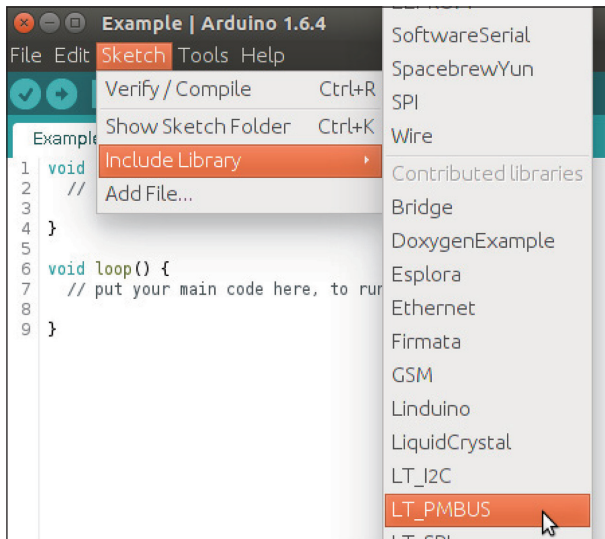 Example | Arduino 1.6.4
File Edit Sketch Tools Help
Verify / Compile Ctrl+R
Show Sketch Folder Ctrl+K
Include Library
Add File...
Example
1 void
2 //
3
4 }
5
6 void loop() {
7 // put your main code here, to run
8
9 }
SoftwareSerial
SpacebrewYun
SPI
Wire
Contributed libraries
Bridge
DoxygenExample
Esplora
Ethernet
Firmata
GSM
Linduino
LiquidCrystal
LT_I2C
LT_PMBUS